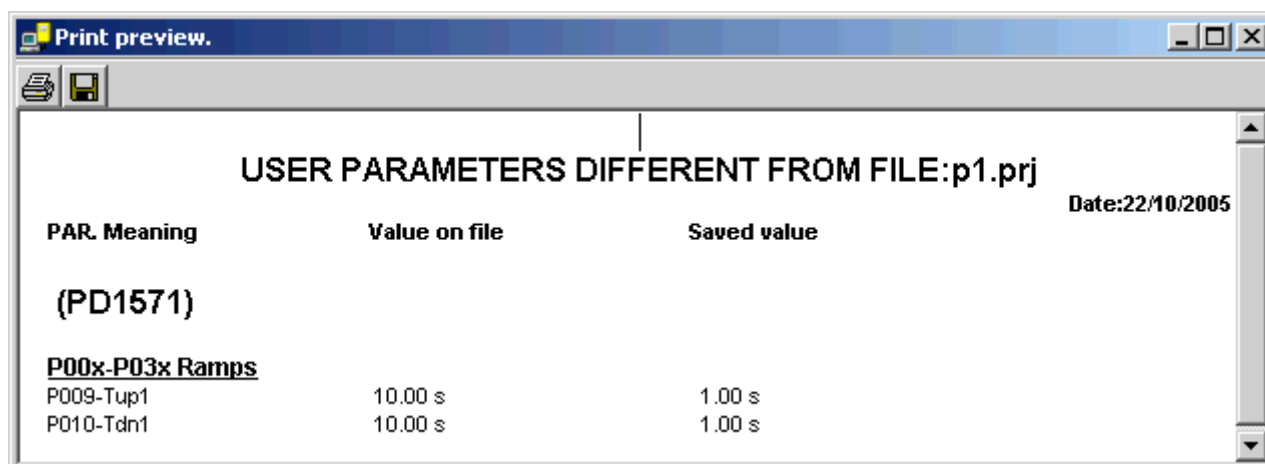 Print preview.
USER PARAMETERS DIFFERENT FROM FILE:p1.prj
Date:22/10/2005
PAR. Meaning Value on file Saved value
(PD1571)
P00x-P03x Ramps
P009-Tup1 10.00 s 1.00 s
P010-Tdn1 10.00 s 1.00 s